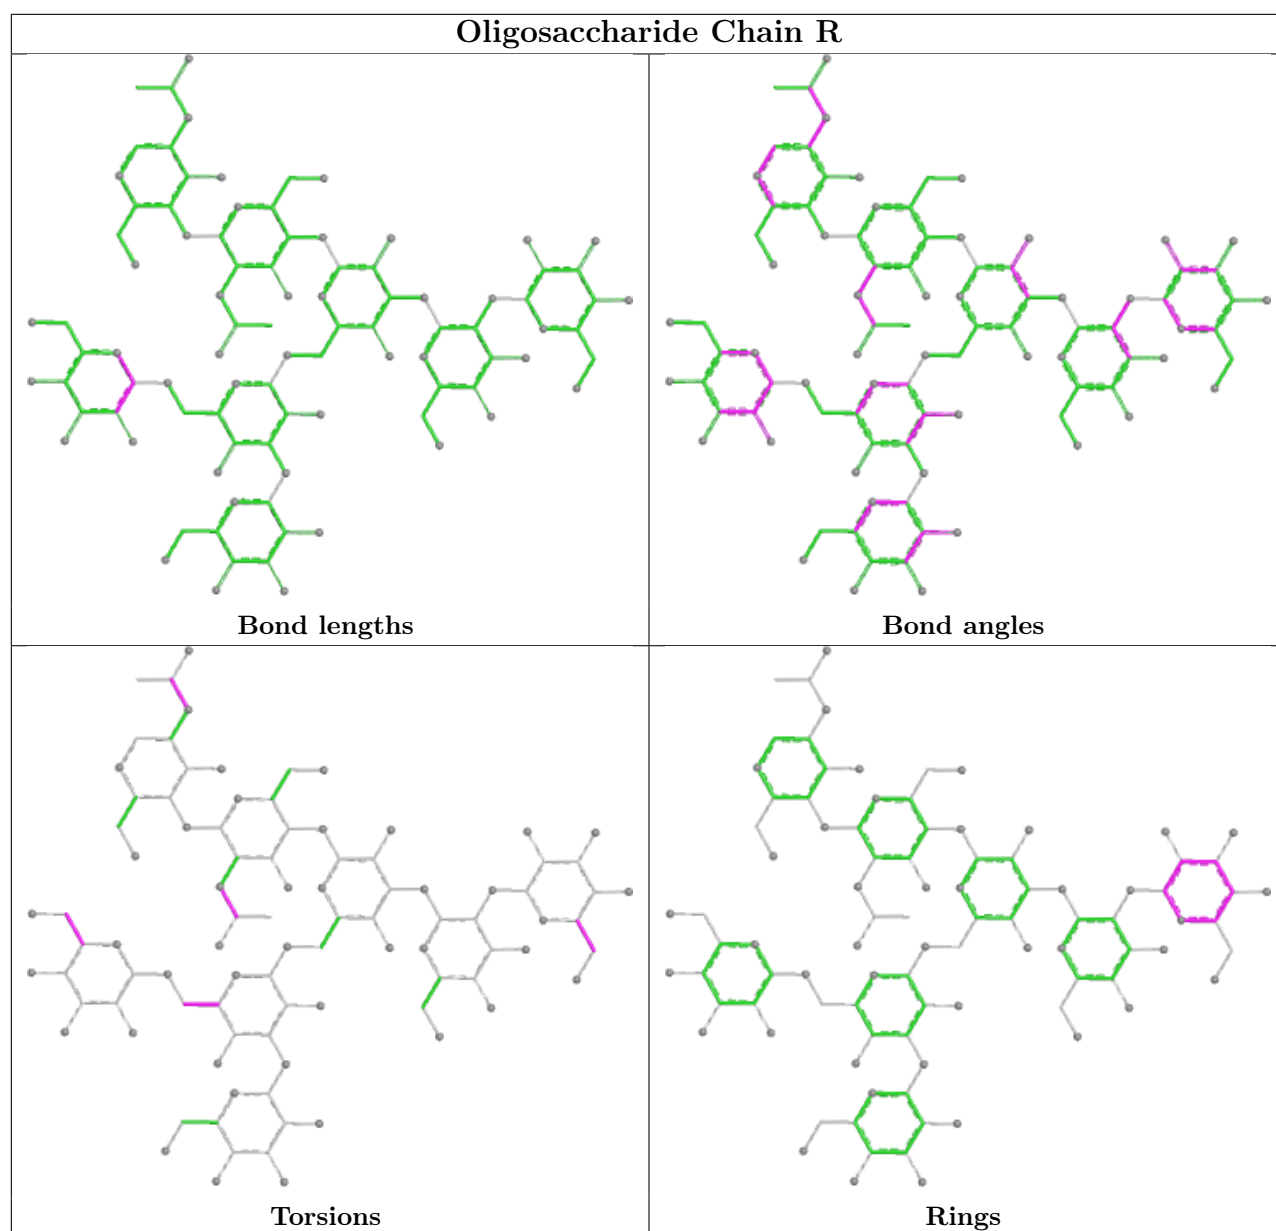 Oligosaccharide Chain R
Bond lengths
Bond angles
Torsions
Rings